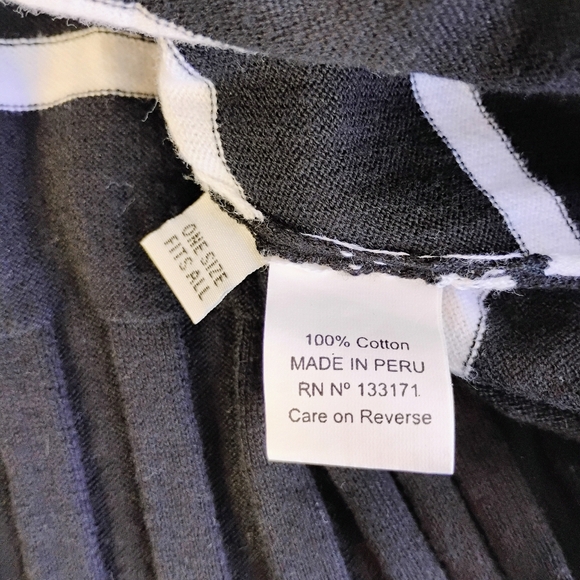 ONE SIZE
FITS ALL
100% Cotton
MADE IN PERU
RN Nº 133171
Care on Reverse